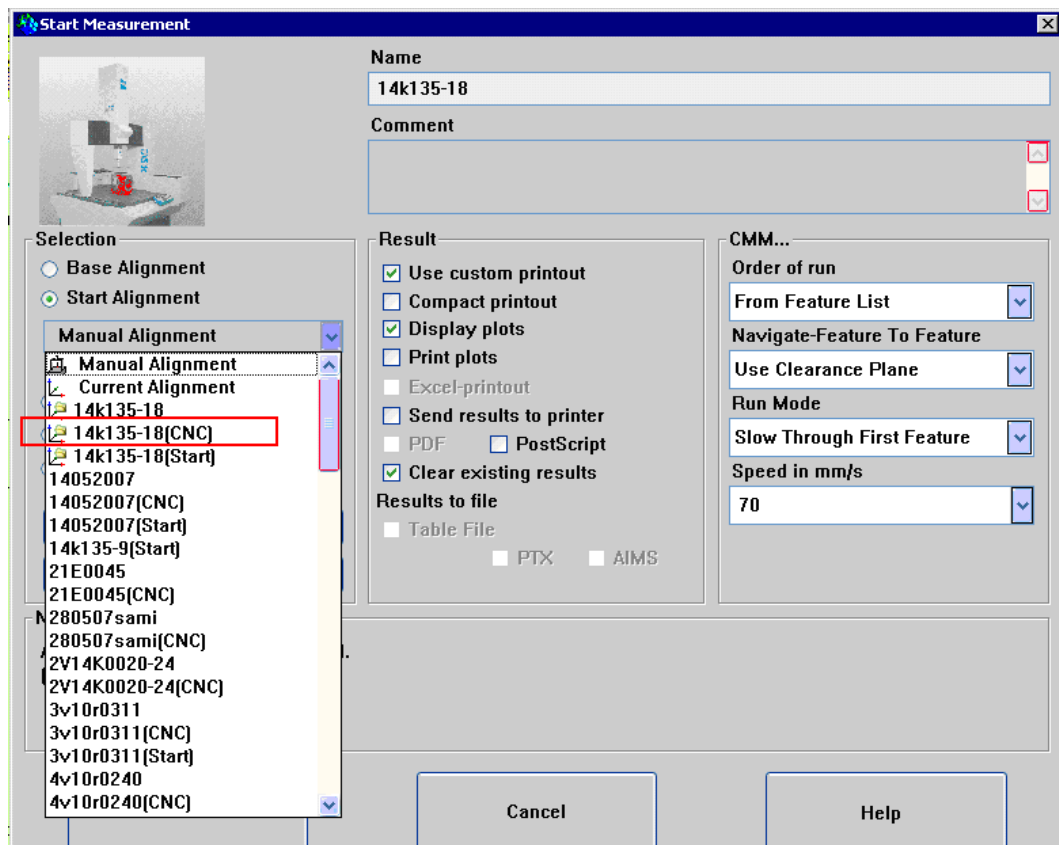 Start Measurement
Name
14k135-18
Comment
Selection
Base Alignment
Start Alignment
Manual Alignment
Manual Alignment
Current Alignment
14k135-18
14k135-18(CNC)
14k135-18(Start)
14052007
14052007(CNC)
14052007(Start)
14k135-9(Start)
21E0045
21E0045(CNC)
280507sami
280507sami(CNC)
2V14K0020-24
2V14K0020-24(CNC)
3v10r0311
3v10r0311(CNC)
3v10r0311(Start)
4v10r0240
4v10r0240(CNC)
Result
Use custom printout
Compact printout
Display plots
Print plots
Excel-printout
Send results to printer
PDF PostScript
Clear existing results
Results to file
Table File
PTX AIMS
CMM...
Order of run
From Feature List
Navigate-Feature To Feature
Use Clearance Plane
Run Mode
Slow Through First Feature
Speed in mm/s
70
Cancel
Help